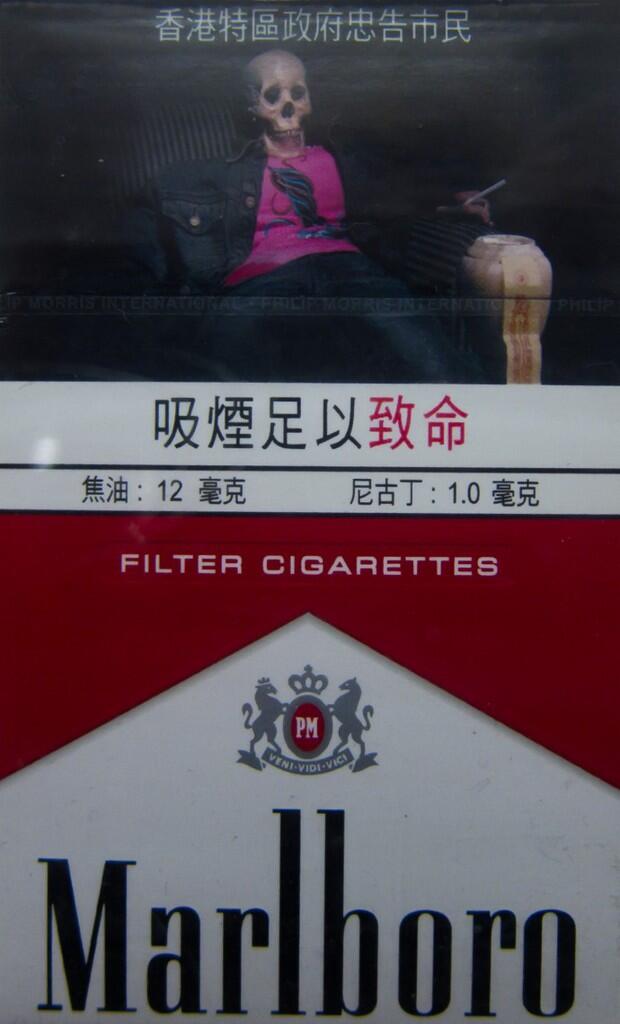 香港特區政府忠告市民
LIP MORRIS INTERNATIONAL • PHILIP MORRIS INTERNATIONAL PHILIP
吸煙足以致命
焦油：12 毫克 尼古丁：1.0 毫克
FILTER CIGARETTES
PM
VENI·VIDI·VICI
Marlboro